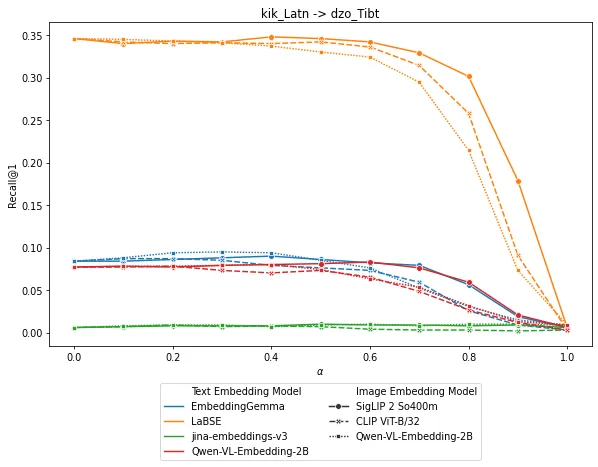 kik_Latn -> dzo_Tibt
Recall@1
0.35
0.30
0.25
0.20
0.15
0.10
0.05
0.00
0.0 0.2 0.4 0.6 0.8 1.0
α
Text Embedding Model
EmbeddingGemma
LaBSE
jina-embeddings-v3
Qwen-VL-Embedding-2B
Image Embedding Model
SigLIP 2 So400m
CLIP ViT-B/32
Qwen-VL-Embedding-2B